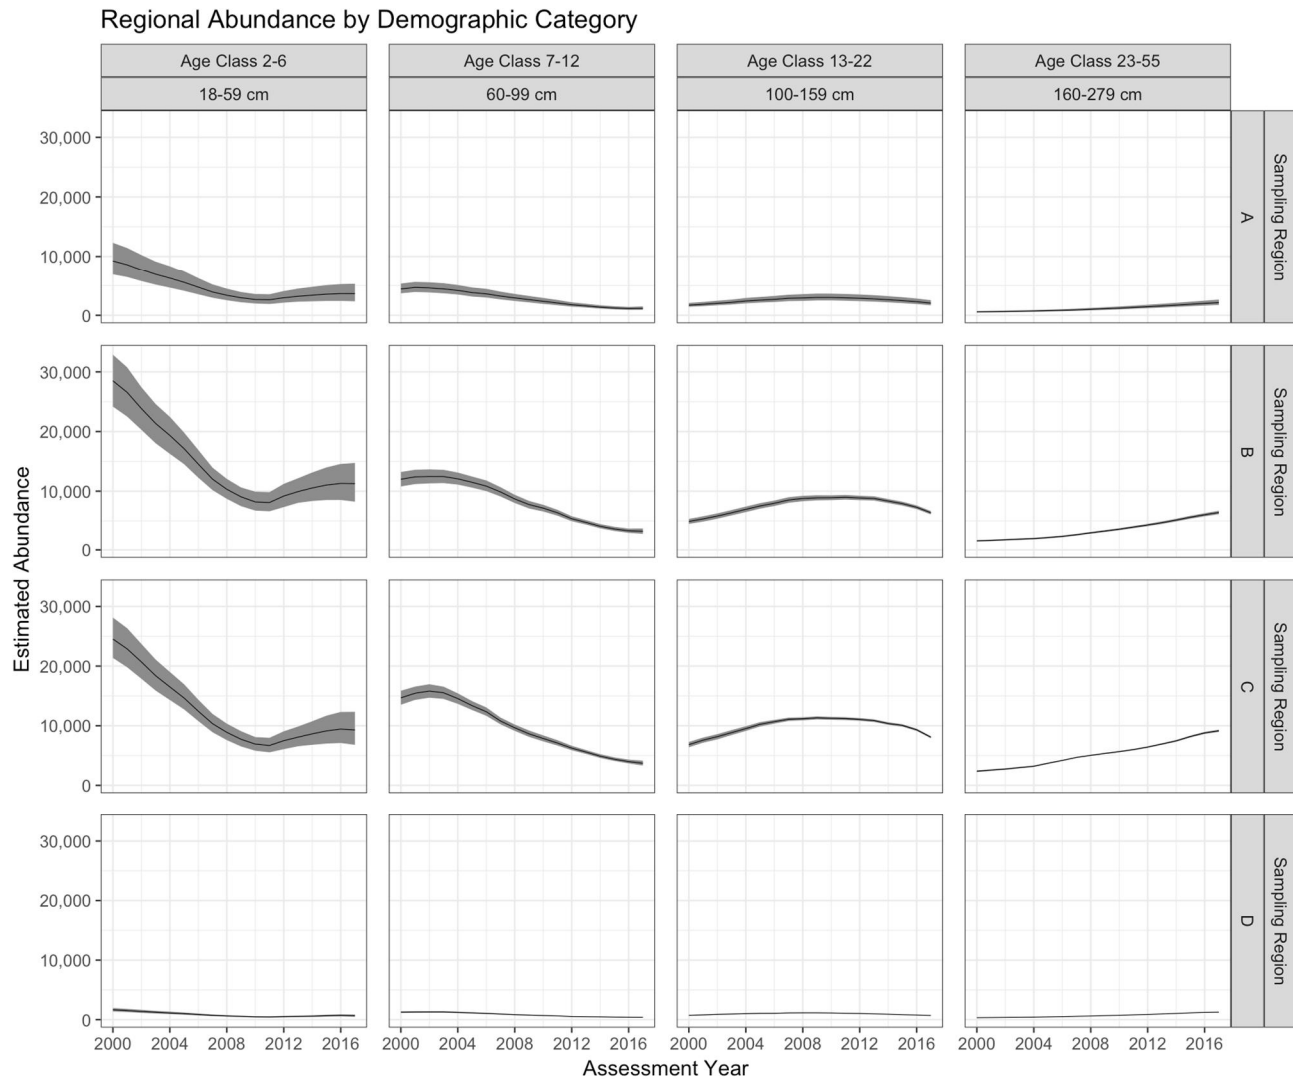 Regional Abundance by Demographic Category
Age Class 2-6
Age Class 7-12
Age Class 13-22
Age Class 23-55
18-59 cm
60-99 cm
100-159 cm
160-279 cm
30,000
20,000
10,000
0
A
Sampling Region
30,000
20,000
10,000
0
B
Sampling Region
30,000
20,000
10,000
0
C
Sampling Region
30,000
20,000
10,000
0
D
Sampling Region
Estimated Abundance
2000 2004 2008 2012 2016
2000 2004 2008 2012 2016
2000 2004 2008 2012 2016
2000 2004 2008 2012 2016
Assessment Year